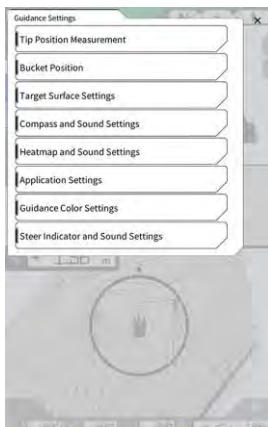 Guidance Settings
Tip Position Measurement
Bucket Position
Target Surface Settings
Compass and Sound Settings
Heatmap and Sound Settings
Application Settings
Guidance Color Settings
Steer Indicator and Sound Settings